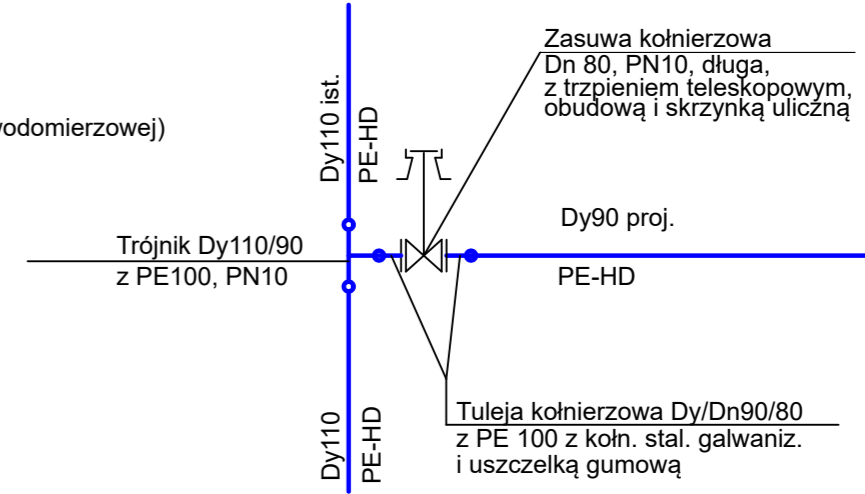 Zasuwa kołnierzowa
Dn 80, PN10, długa,
z trzpieniem teleskopowym,
obudową i skrzynką uliczną
wodomierzowej)
Dy110 ist.
PE-HD
Trójnik Dy110/90
z PE100, PN10
Dy90 proj.
PE-HD
Dy110
PE-HD
Tuleja kołnierzowa Dy/Dn90/80
z PE 100 z kołn. stal. galwaniz.
i uszczelką gumową